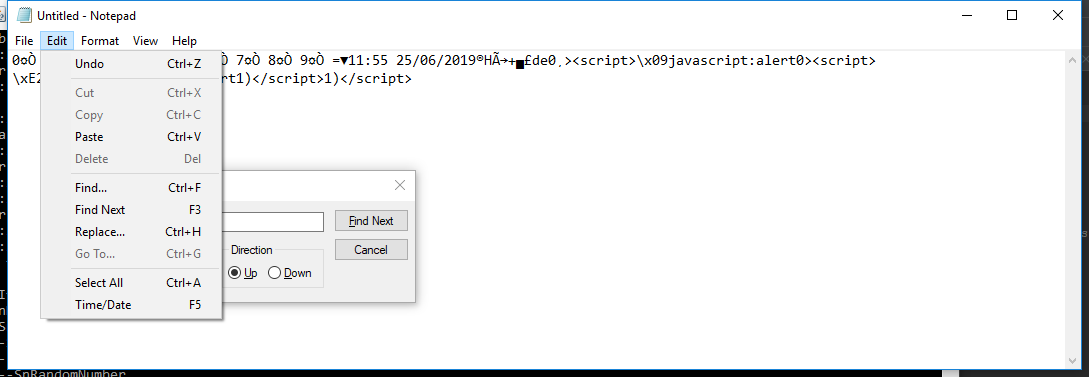 Untitled - Notepad
File Edit Format View Help
0¤Ò 7¤Ò 8¤Ò 9¤Ò =▼11:55 25/06/2019®HÃ→+▄£de0¸><script>\x09javascript:alert0><script>
\xE2 rt1)</script>1)</script>
Undo Ctrl+Z
Cut Ctrl+X
Copy Ctrl+C
Paste Ctrl+V
Delete Del
Find... Ctrl+F
Find Next F3
Replace... Ctrl+H
Go To... Ctrl+G
Select All Ctrl+A
Time/Date F5
Find Next
Cancel
Direction
Up Down
--SnRandomNumber